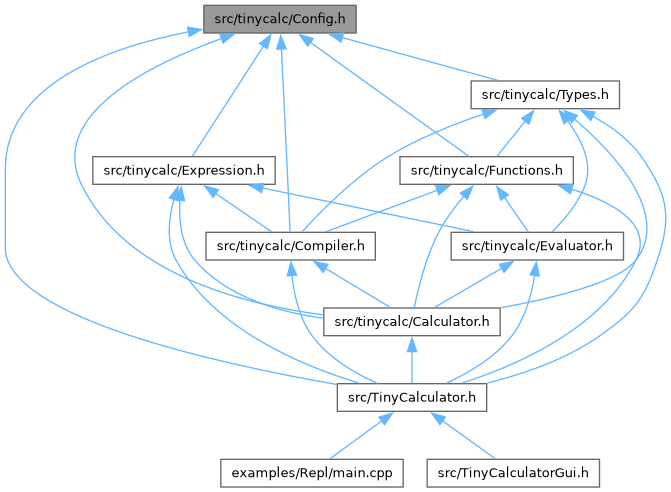 src/tinycalc/Config.h
src/tinycalc/Types.h
src/tinycalc/Expression.h
src/tinycalc/Functions.h
src/tinycalc/Compiler.h
src/tinycalc/Evaluator.h
src/tinycalc/Calculator.h
src/TinyCalculator.h
examples/Repl/main.cpp
src/TinyCalculatorGui.h